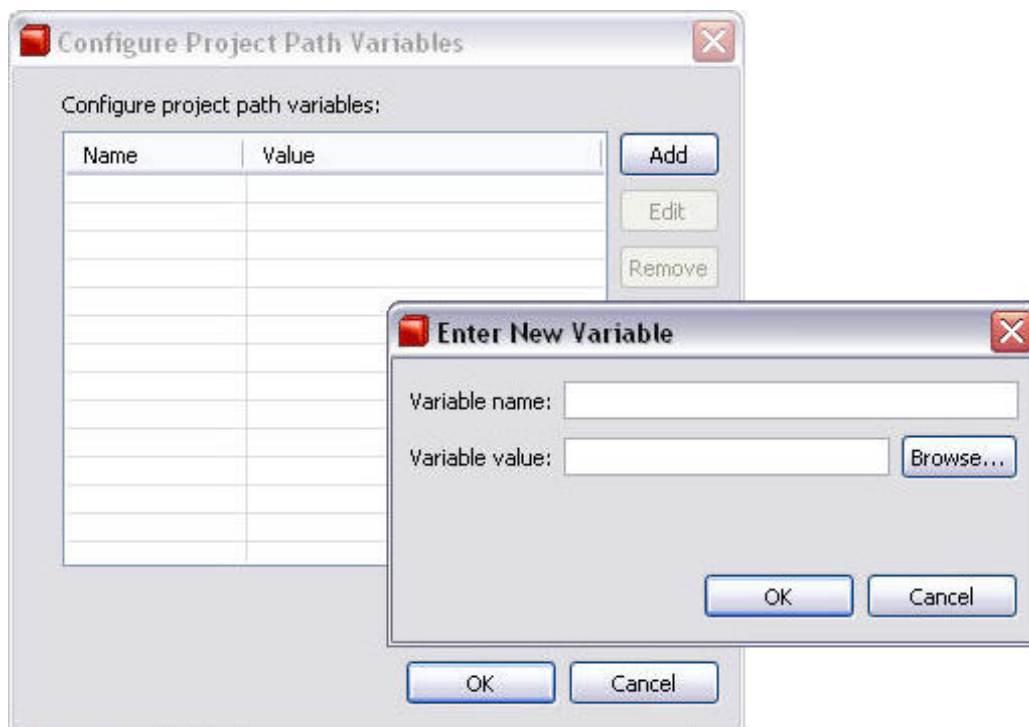 Configure Project Path Variables
Configure project path variables:
Name Value
Add
Edit
Remove
Enter New Variable
Variable name:
Variable value:
Browse...
OK Cancel
OK Cancel